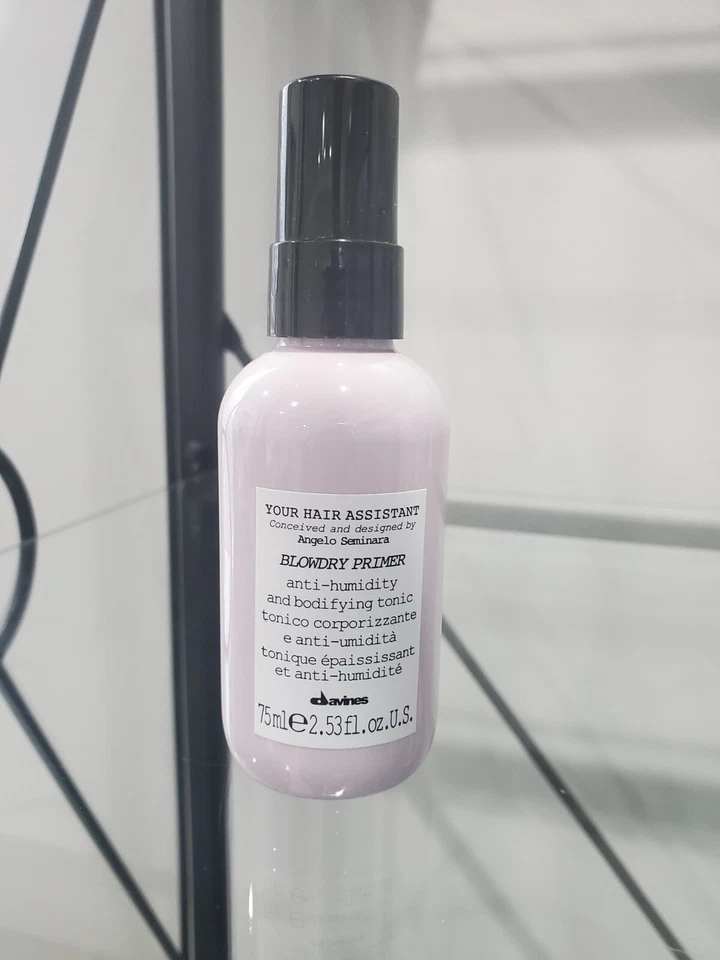 YOUR HAIR ASSISTANT
Conceived and designed by
Angelo Seminara
BLOWDRY PRIMER
anti-humidity
and bodifying tonic
tonico corporizzante
e anti-umidità
tonique épaississant
et anti-humidité
davines
75ml℮2.53fl.oz.U.S.